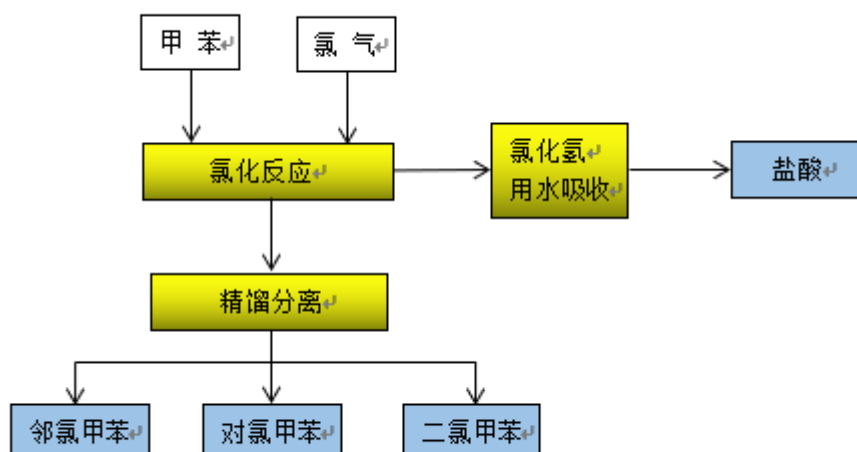 甲 苯
氯 气
氯化反应
氯化氢
用水吸收
盐酸
精馏分离
邻氯甲苯
对氯甲苯
二氯甲苯